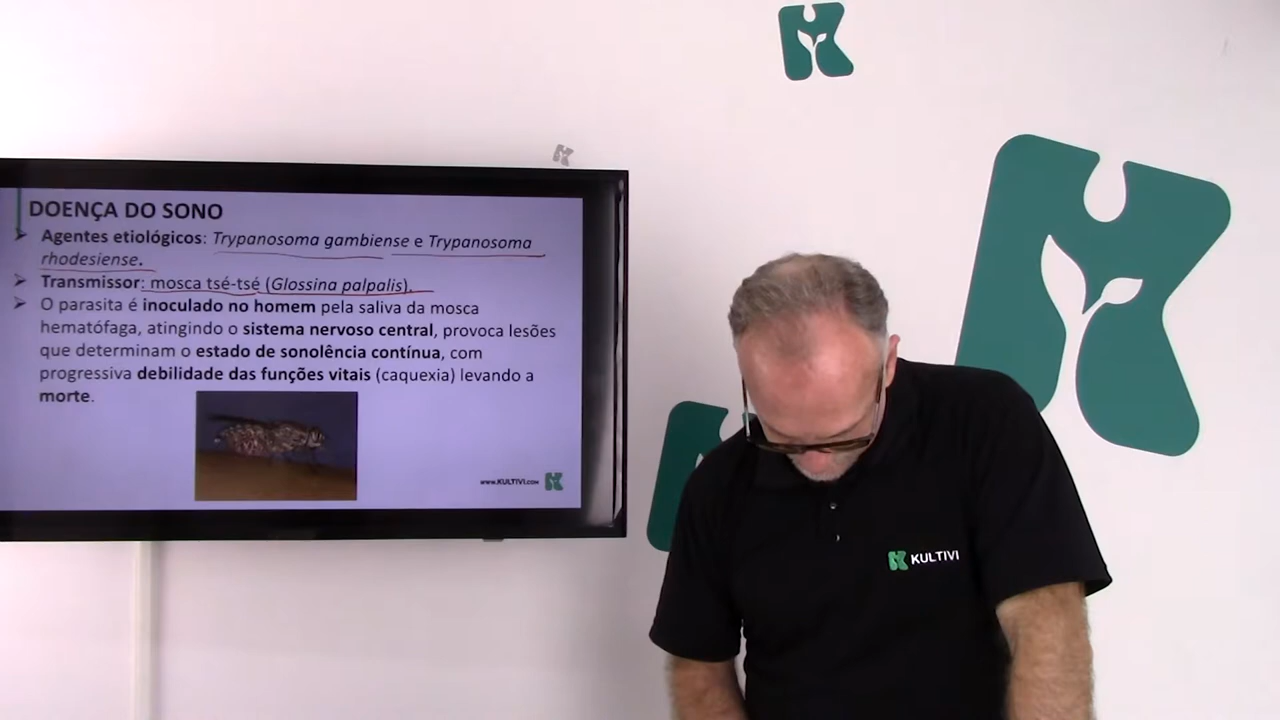 DOENÇA DO SONO
➢ Agentes etiológicos: Trypanosoma gambiense e Trypanosoma
rhodesiense.
➢ Transmissor: mosca tsé-tsé (Glossina palpalis).
➢ O parasita é inoculado no homem pela saliva da mosca
hematófaga, atingindo o sistema nervoso central, provoca lesões
que determinam o estado de sonolência contínua, com
progressiva debilidade das funções vitais (caquexia) levando a
morte.
www.KULTIVI.com
KULTIVI